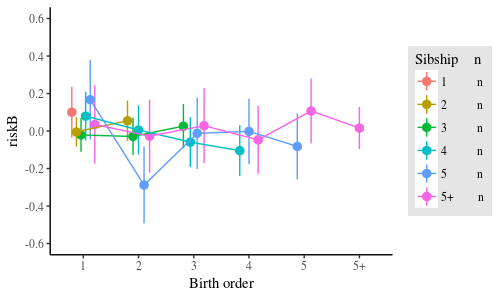 0.6
0.4
0.2
0.0
-0.2
-0.4
-0.6
riskB
1 2 3 4 5 5+
Birth order
Sibship n
1 n
2 n
3 n
4 n
5 n
5+ n